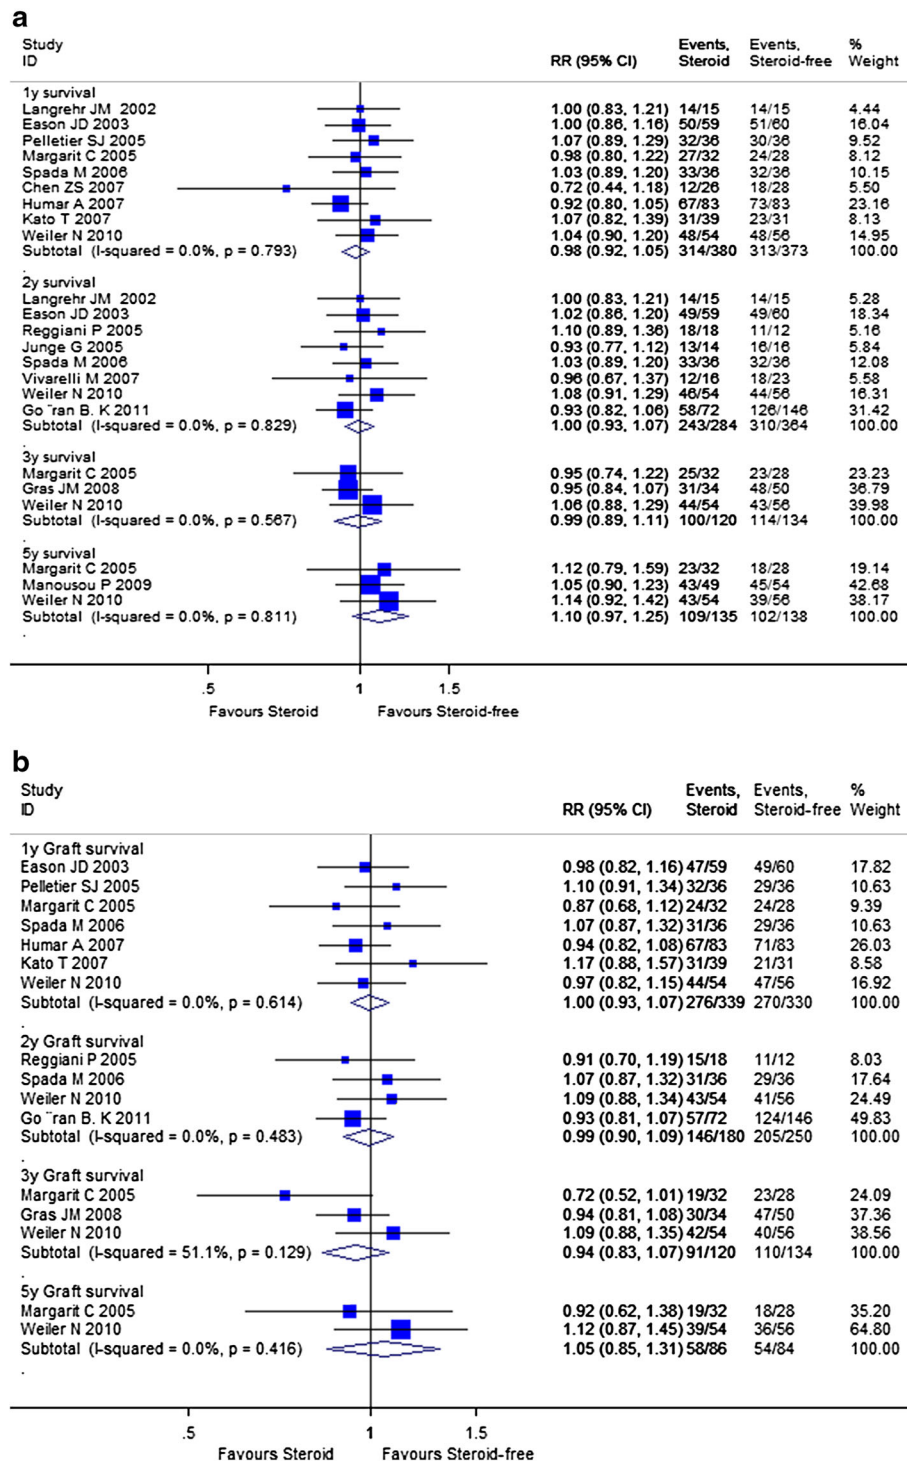 a
Study ID RR (95% CI) Events, Steroid Events, Steroid-free % Weight
1y survival
Langrehr JM 2002 1.00 (0.83, 1.21) 14/15 14/15 4.44
Eason JD 2003 1.00 (0.86, 1.16) 50/59 51/60 16.04
Pelletier SJ 2005 1.07 (0.89, 1.29) 32/36 30/36 9.52
Margarit C 2005 0.98 (0.80, 1.22) 27/32 24/28 8.12
Spada M 2006 1.03 (0.89, 1.20) 33/36 32/36 10.15
Chen ZS 2007 0.72 (0.44, 1.18) 12/26 18/28 5.50
Humar A 2007 0.92 (0.80, 1.05) 67/83 73/83 23.16
Kato T 2007 1.07 (0.82, 1.39) 31/39 23/31 8.13
Weiler N 2010 1.04 (0.90, 1.20) 48/54 48/56 14.95
Subtotal (I-squared = 0.0%, p = 0.793) 0.98 (0.92, 1.05) 314/380 313/373 100.00
.
2y survival
Langrehr JM 2002 1.00 (0.83, 1.21) 14/15 14/15 5.28
Eason JD 2003 1.02 (0.86, 1.20) 49/59 49/60 18.34
Reggiani P 2005 1.10 (0.89, 1.36) 18/18 11/12 5.16
Junge G 2005 0.93 (0.77, 1.12) 13/14 16/16 5.84
Spada M 2006 1.03 (0.89, 1.20) 33/36 32/36 12.08
Vivarelli M 2007 0.96 (0.67, 1.37) 12/16 18/23 5.58
Weiler N 2010 1.08 (0.91, 1.29) 46/54 44/56 16.31
Go ¨ran B. K 2011 0.93 (0.82, 1.06) 58/72 126/146 31.42
Subtotal (I-squared = 0.0%, p = 0.829) 1.00 (0.93, 1.07) 243/284 310/364 100.00
.
3y survival
Margarit C 2005 0.95 (0.74, 1.22) 25/32 23/28 23.23
Gras JM 2008 0.95 (0.84, 1.07) 31/34 48/50 36.79
Weiler N 2010 1.06 (0.88, 1.29) 44/54 43/56 39.98
Subtotal (I-squared = 0.0%, p = 0.567) 0.99 (0.89, 1.11) 100/120 114/134 100.00
.
5y survival
Margarit C 2005 1.12 (0.79, 1.59) 23/32 18/28 19.14
Manousou P 2009 1.05 (0.90, 1.23) 43/49 45/54 42.68
Weiler N 2010 1.14 (0.92, 1.42) 43/54 39/56 38.17
Subtotal (I-squared = 0.0%, p = 0.811) 1.10 (0.97, 1.25) 109/135 102/138 100.00
.
.5 1 1.5
Favours Steroid Favours Steroid-free
b
Study ID RR (95% CI) Events, Steroid Events, Steroid-free % Weight
1y Graft survival
Eason JD 2003 0.98 (0.82, 1.16) 47/59 49/60 17.82
Pelletier SJ 2005 1.10 (0.91, 1.34) 32/36 29/36 10.63
Margarit C 2005 0.87 (0.68, 1.12) 24/32 24/28 9.39
Spada M 2006 1.07 (0.87, 1.32) 31/36 29/36 10.63
Humar A 2007 0.94 (0.82, 1.08) 67/83 71/83 26.03
Kato T 2007 1.17 (0.88, 1.57) 31/39 21/31 8.58
Weiler N 2010 0.97 (0.82, 1.15) 44/54 47/56 16.92
Subtotal (I-squared = 0.0%, p = 0.614) 1.00 (0.93, 1.07) 276/339 270/330 100.00
.
2y Graft survival
Reggiani P 2005 0.91 (0.70, 1.19) 15/18 11/12 8.03
Spada M 2006 1.07 (0.87, 1.32) 31/36 29/36 17.64
Weiler N 2010 1.09 (0.88, 1.34) 43/54 41/56 24.49
Go ¨ran B. K 2011 0.93 (0.81, 1.07) 57/72 124/146 49.83
Subtotal (I-squared = 0.0%, p = 0.483) 0.99 (0.90, 1.09) 146/180 205/250 100.00
.
3y Graft survival
Margarit C 2005 0.72 (0.52, 1.01) 19/32 23/28 24.09
Gras JM 2008 0.94 (0.81, 1.08) 30/34 47/50 37.36
Weiler N 2010 1.09 (0.88, 1.35) 42/54 40/56 38.56
Subtotal (I-squared = 51.1%, p = 0.129) 0.94 (0.83, 1.07) 91/120 110/134 100.00
.
5y Graft survival
Margarit C 2005 0.92 (0.62, 1.38) 19/32 18/28 35.20
Weiler N 2010 1.12 (0.87, 1.45) 39/54 36/56 64.80
Subtotal (I-squared = 0.0%, p = 0.416) 1.05 (0.85, 1.31) 58/86 54/84 100.00
.
.5 1 1.5
Favours Steroid Favours Steroid-free